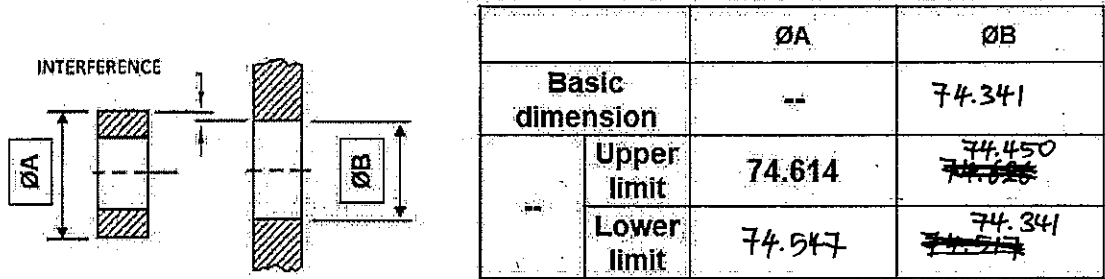 INTERFERENCE
ØA
ØB
ØA ØB
Basic dimension -- 74.341
-- Upper limit 74.614 74.450
Lower limit 74.547 74.341